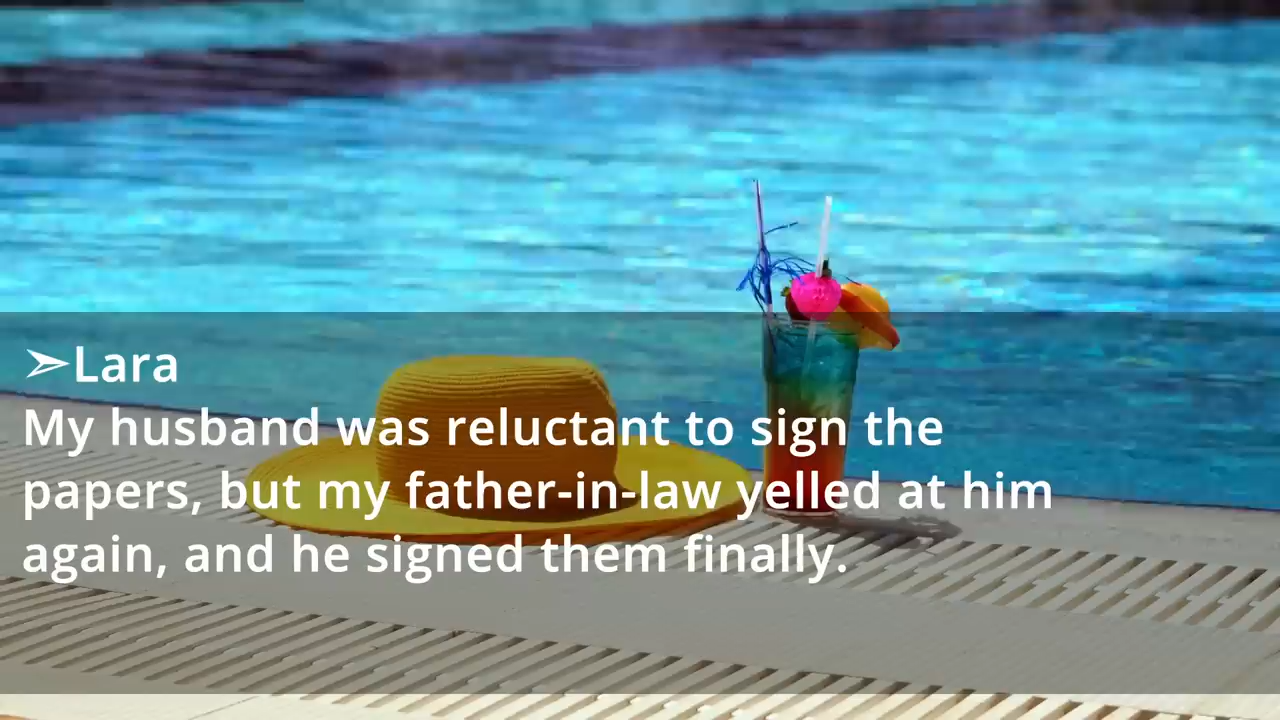 ➢Lara
My husband was reluctant to sign the
papers, but my father-in-law yelled at him
again, and he signed them finally.